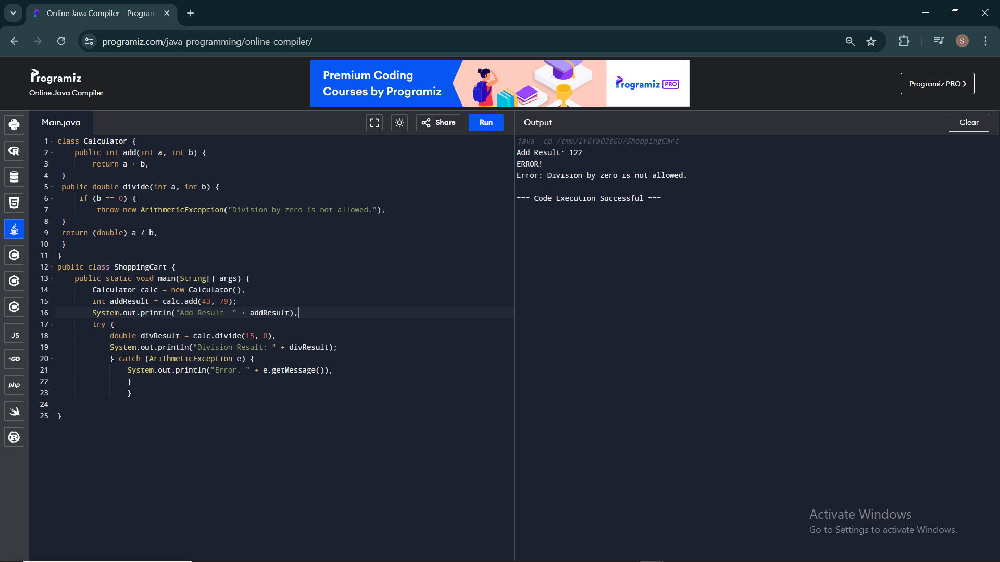 Online Java Compiler - Program
programiz.com/java-programming/online-compiler/
S
Programiz
Online Java Compiler
Premium Coding
Courses by Programiz
Programiz PRO
Programiz PRO ›
Main.java
Share
Run
Output
Clear
1 class Calculator {
2     public int add(int a, int b) {
3         return a + b;
4  }
5  public double divide(int a, int b) {
6      if (b == 0) {
7          throw new ArithmeticException("Division by zero is not allowed.");
8  }
9  return (double) a / b;
10  }
11 }
12 public class ShoppingCart {
13     public static void main(String[] args) {
14         Calculator calc = new Calculator();
15         int addResult = calc.add(43, 79);
16         System.out.println("Add Result: " + addResult);
17         try {
18             double divResult = calc.divide(15, 0);
19             System.out.println("Division Result: " + divResult);
20             } catch (ArithmeticException e) {
21                 System.out.println("Error: " + e.getMessage());
22                 }
23                 }
24
25 }
java -cp /tmp/lY6YaO3s6U/ShoppingCart
Add Result: 122
ERROR!
Error: Division by zero is not allowed.
=== Code Execution Successful ===
JS
GO
php
Activate Windows
Go to Settings to activate Windows.